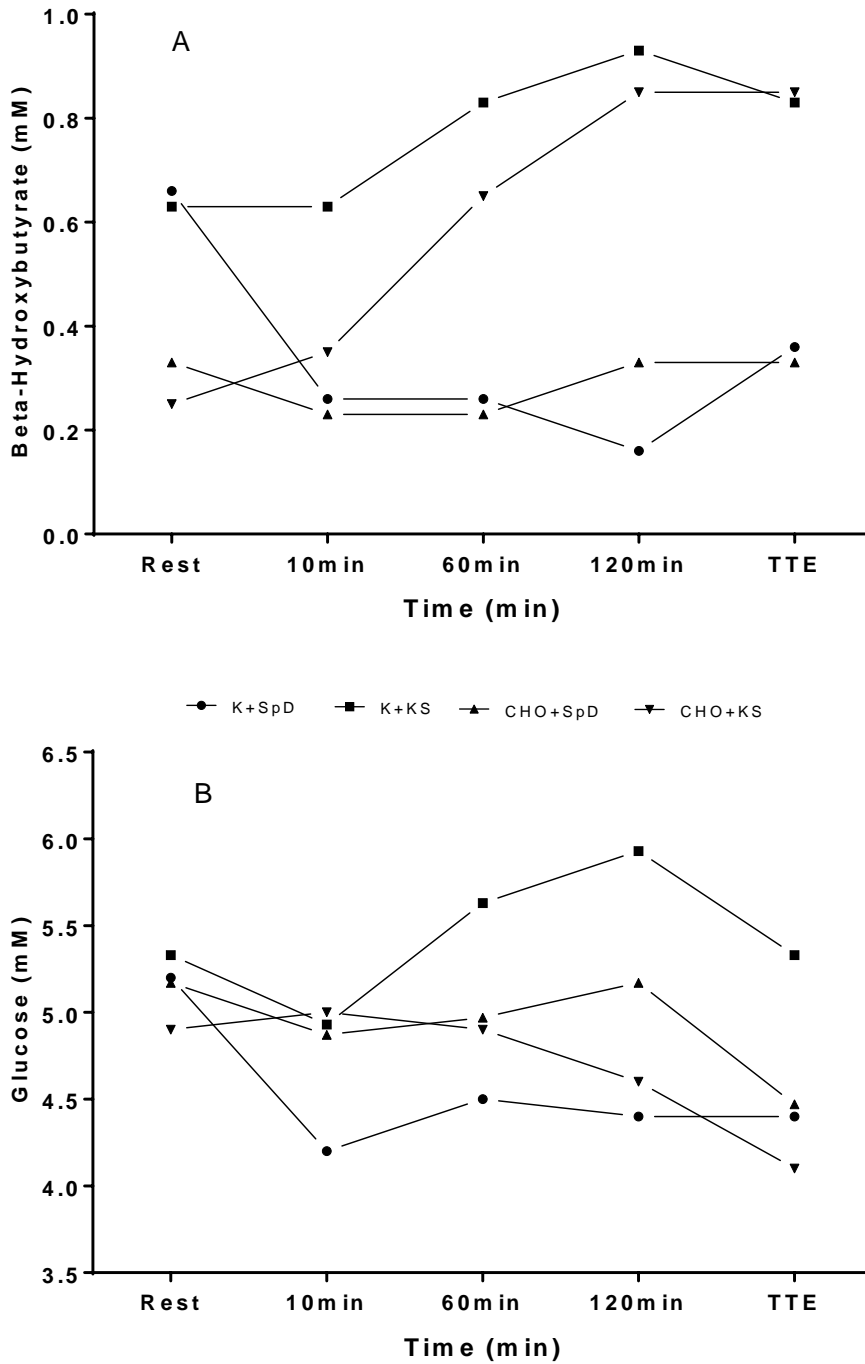 A
Beta-Hydroxybutyrate (mM)
1.0
0.8
0.6
0.4
0.2
0.0
Rest 10min 60min 120min TTE
Time (min)
K+SpD K+KS CHO+SpD CHO+KS
B
Glucose (mM)
6.5
6.0
5.5
5.0
4.5
4.0
3.5
Rest 10min 60min 120min TTE
Time (min)